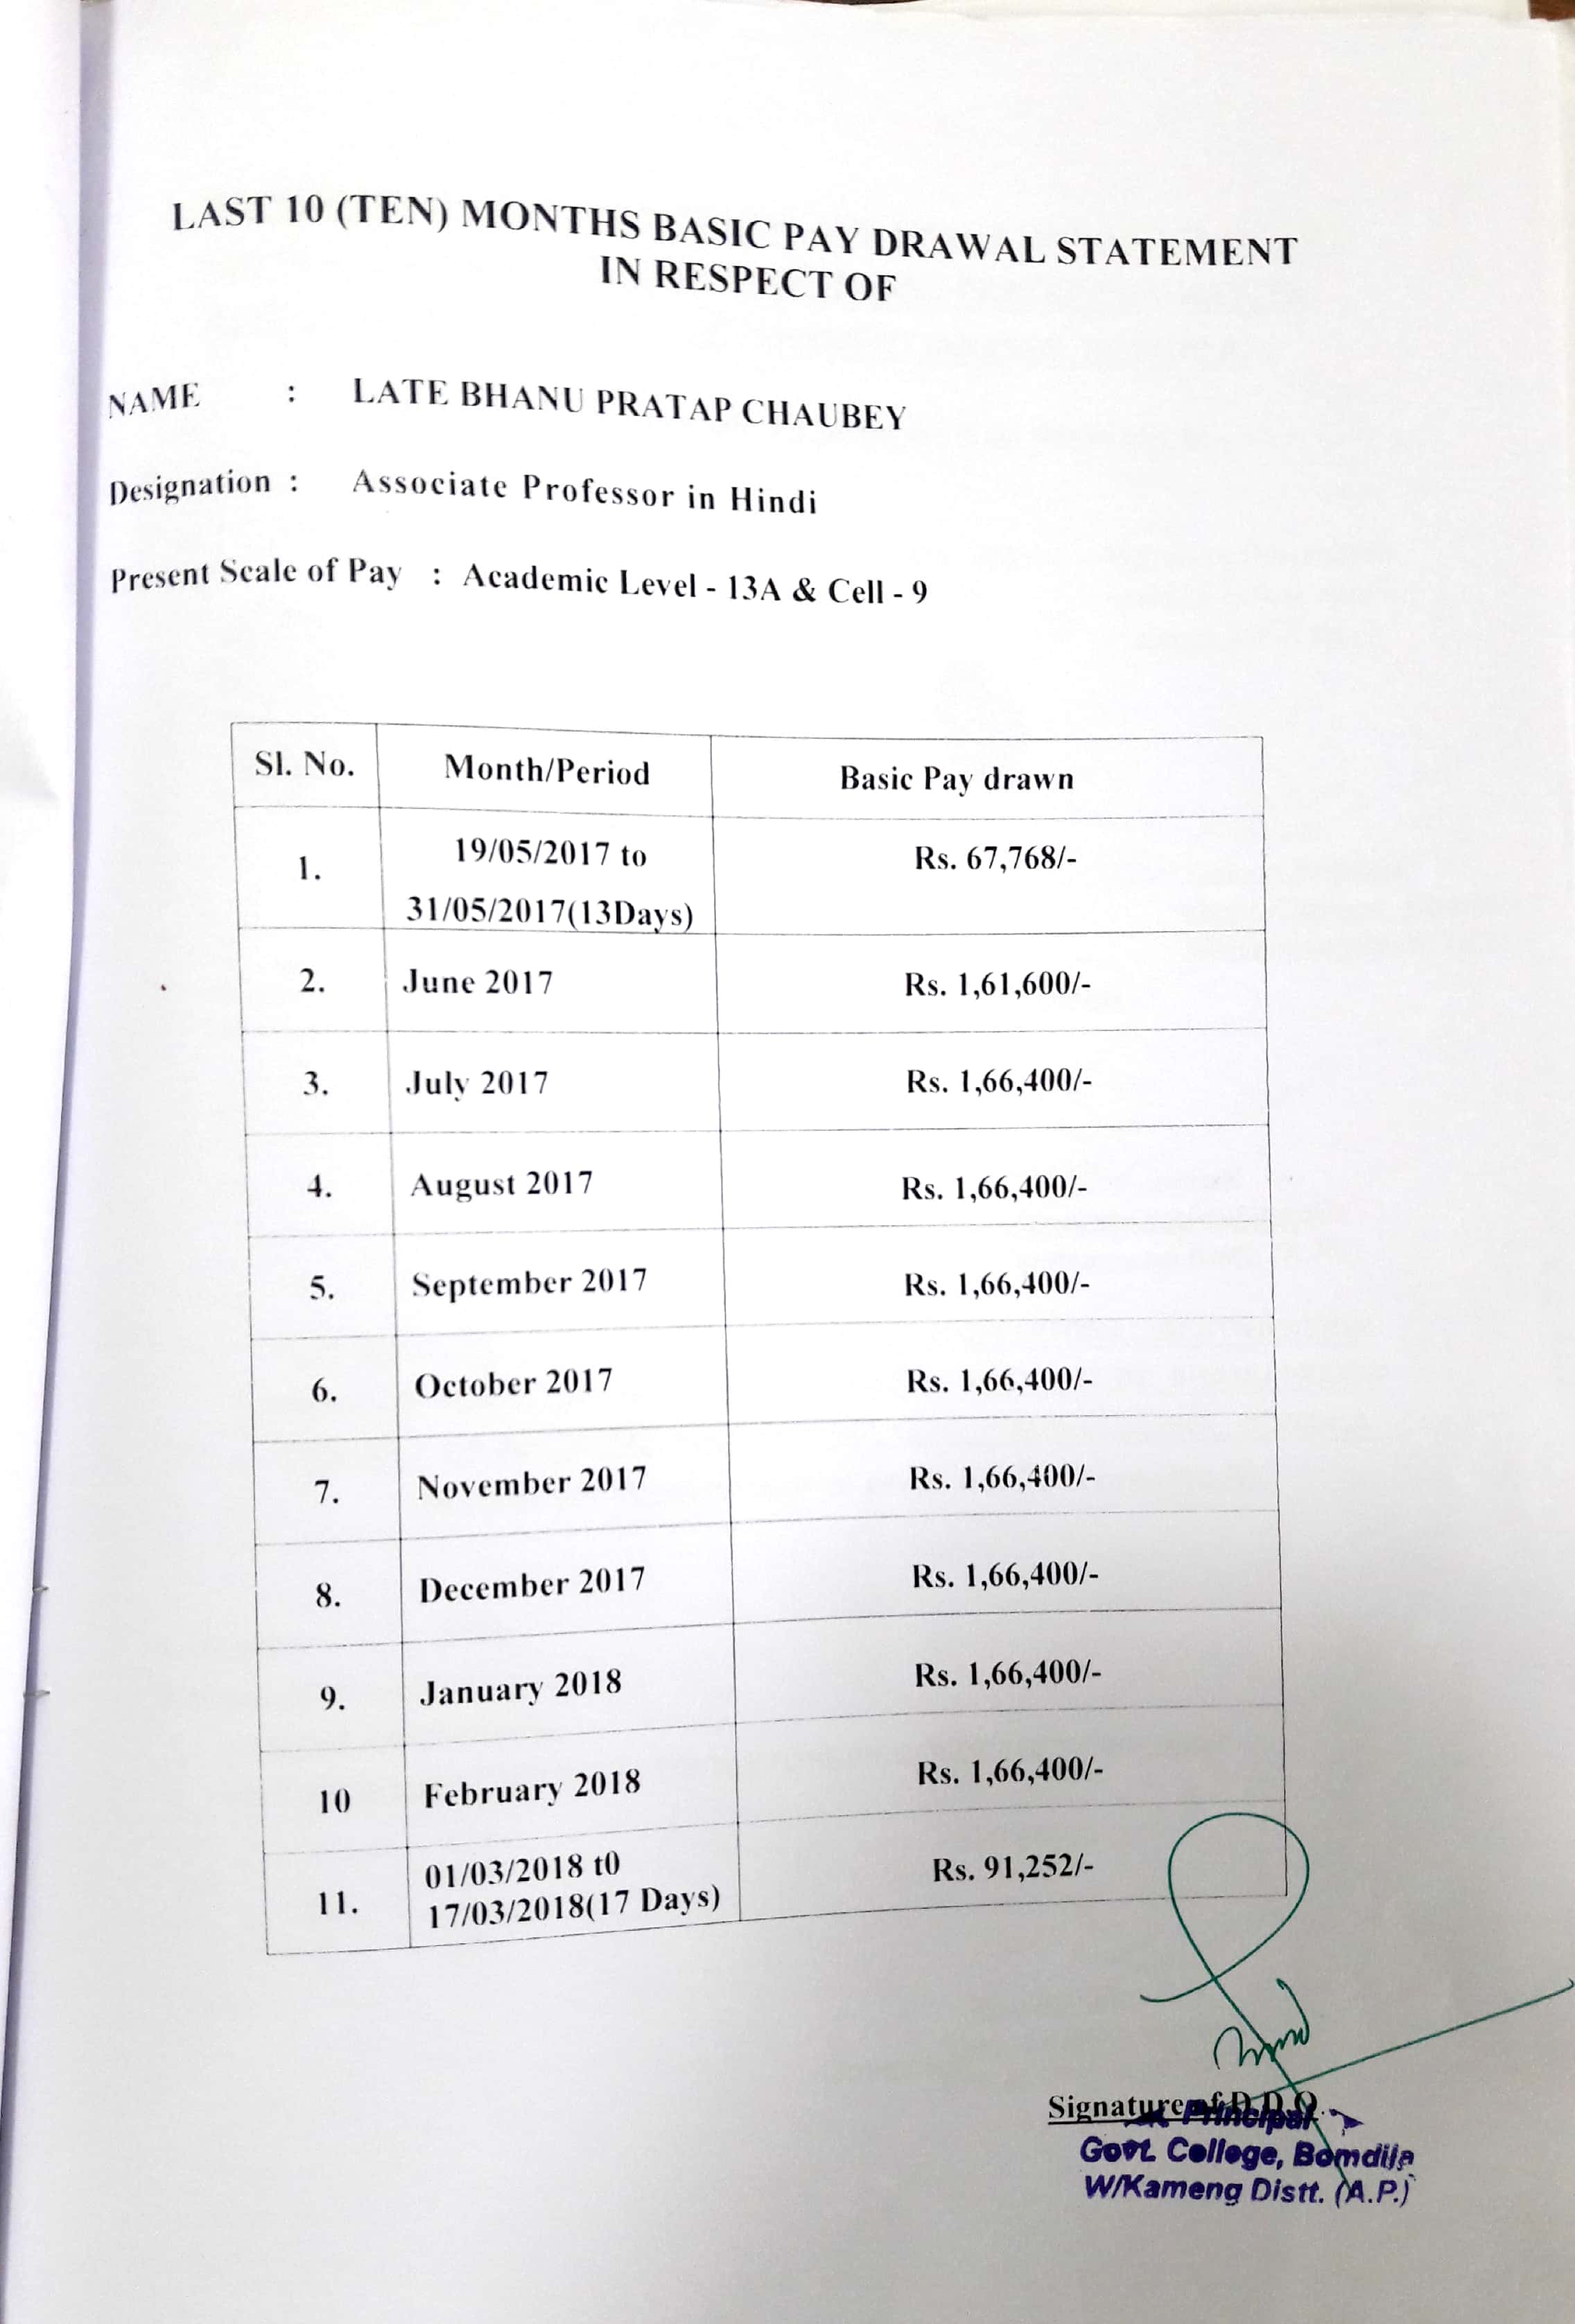 LAST 10 (TEN) MONTHS BASIC PAY DRAWAL STATEMENT
IN RESPECT OF
NAME : LATE BHANU PRATAP CHAUBEY
Designation : Associate Professor in Hindi
Present Scale of Pay : Academic Level - 13A & Cell - 9
Sl. No. Month/Period Basic Pay drawn
1. 19/05/2017 to Rs. 67,768/-
31/05/2017(13Days)
2. June 2017 Rs. 1,61,600/-
3. July 2017 Rs. 1,66,400/-
4. August 2017 Rs. 1,66,400/-
5. September 2017 Rs. 1,66,400/-
6. October 2017 Rs. 1,66,400/-
7. November 2017 Rs. 1,66,400/-
8. December 2017 Rs. 1,66,400/-
9. January 2018 Rs. 1,66,400/-
10 February 2018 Rs. 1,66,400/-
11. 01/03/2018 t0 Rs. 91,252/-
17/03/2018(17 Days)
Signature of D.D.O.
Principal
Govt. College, Bomdila
W/Kameng Distt. (A.P.)